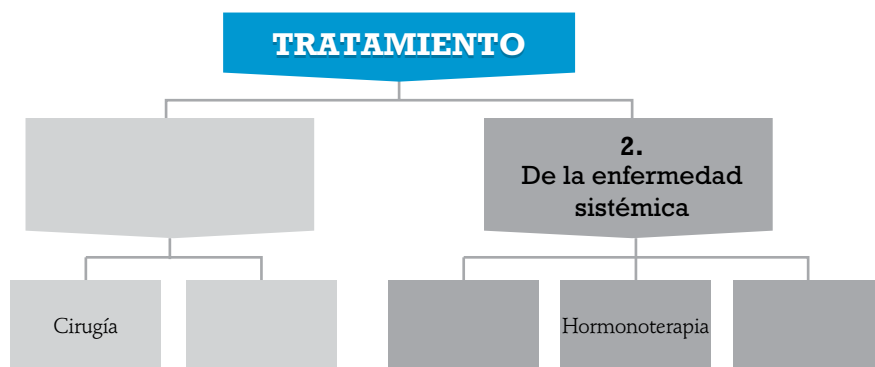 TRATAMIENTO
2.
De la enfermedad
sistémica
Cirugía
Hormonoterapia